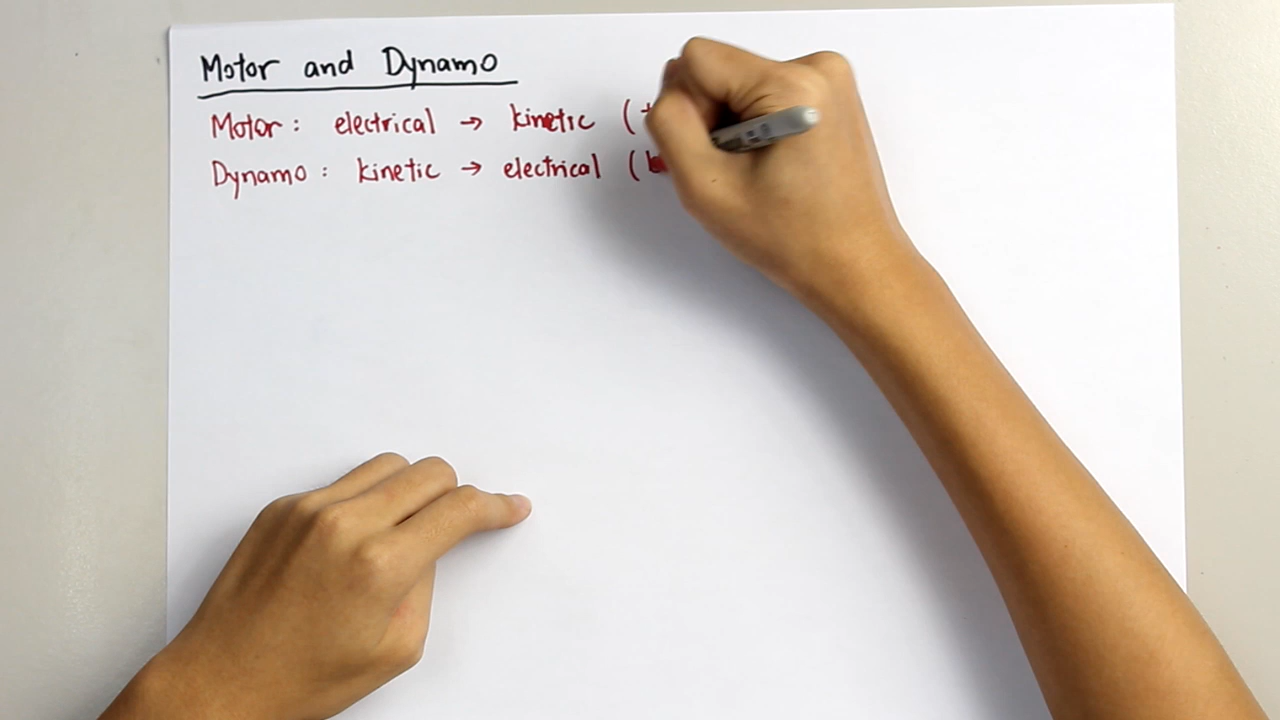 Motor and Dynamo
Motor: electrical → kinetic (
Dynamo: kinetic → electrical (